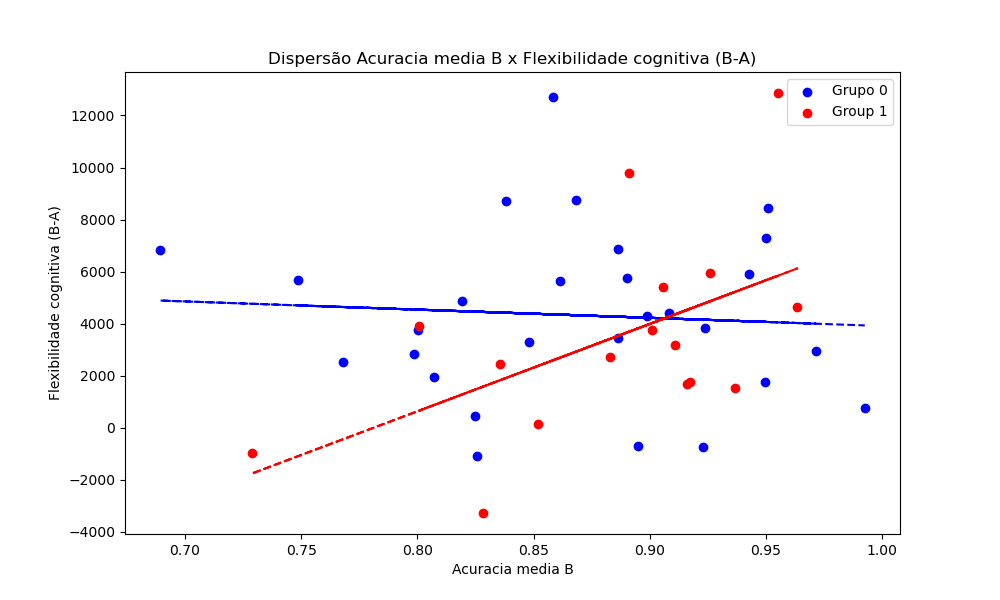 Dispersão Acuracia media B x Flexibilidade cognitiva (B-A)
Grupo 0
Group 1
12000
10000
8000
6000
4000
2000
0
−2000
−4000
Flexibilidade cognitiva (B-A)
0.70 0.75 0.80 0.85 0.90 0.95 1.00
Acuracia media B